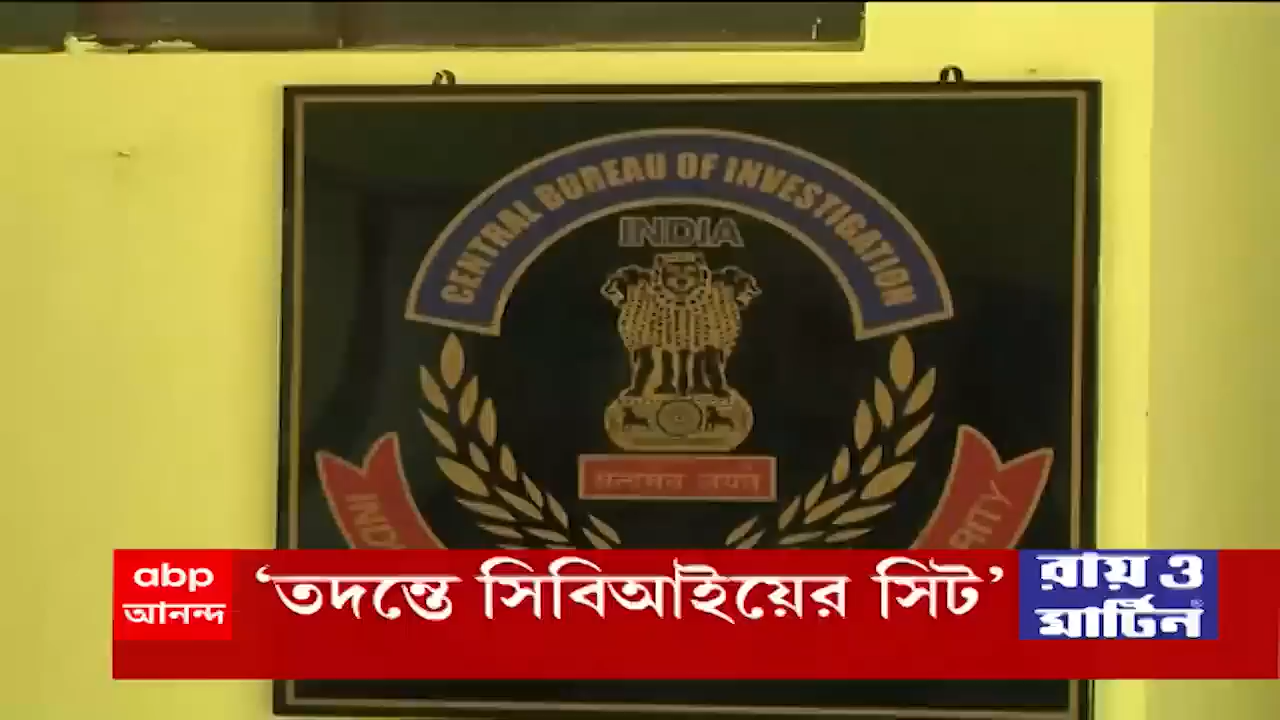 CENTRAL BUREAU OF INVESTIGATION
INDIA
abp
আনন্দ
‘তদন্তে সিবিআইয়ের সিট’
রায় ও
মার্টিন®